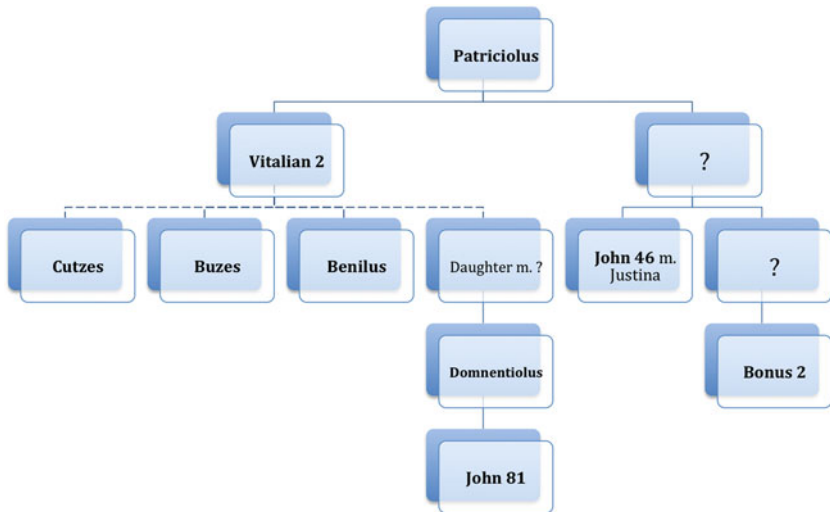 Patriciolus
Vitalian 2
?
Cutzes
Buzes
Benilus
Daughter m. ?
John 46 m.
Justina
?
Domnentiolus
Bonus 2
John 81